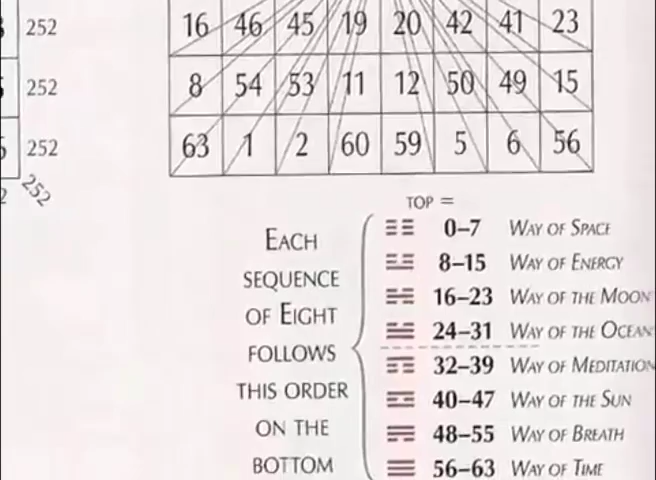 252
252
252
252
16 46 45 19 20 42 41 23
8 54 53 11 12 50 49 15
63 1 2 60 59 5 6 56
TOP =
EACH
SEQUENCE
OF EIGHT
FOLLOWS
THIS ORDER
ON THE
BOTTOM
0–7 WAY OF SPACE
8–15 WAY OF ENERGY
16–23 WAY OF THE MOON
24–31 WAY OF THE OCEAN
32–39 WAY OF MEDITATION
40–47 WAY OF THE SUN
48–55 WAY OF BREATH
56–63 WAY OF TIME